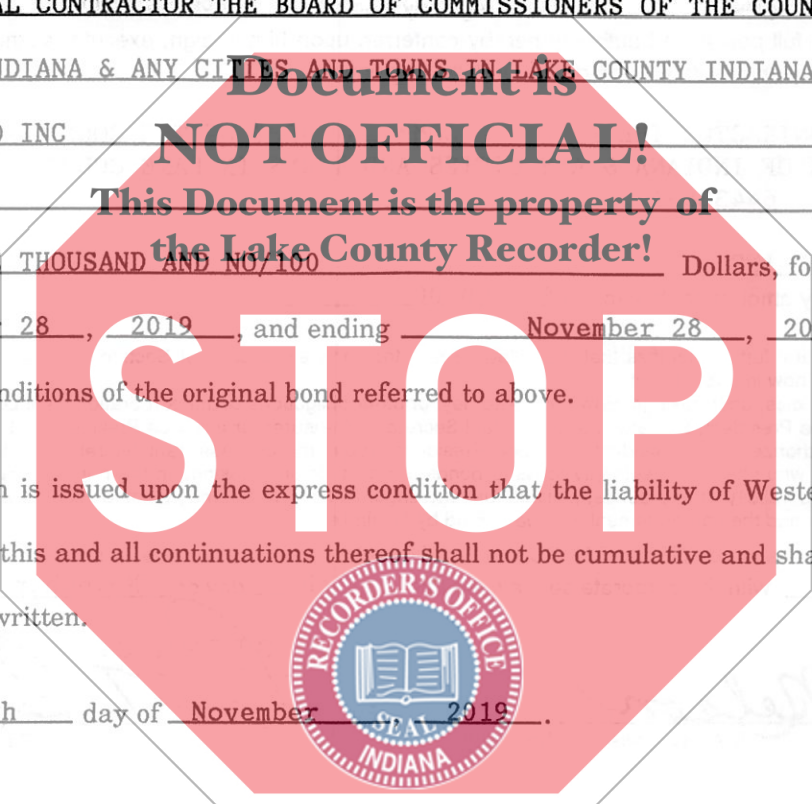 AL CONTRACTOR THE BOARD OF COMMISSIONERS OF THE COUN
NDIANA & ANY CITIES AND TOWNS IN LAKE COUNTY INDIANA
Document is
INC
NOT OFFICIAL!
This Document is the property of
the Lake County Recorder!
THOUSAND AND NO/100 Dollars, fo
28, 2019, and ending November 28, 20
STOP
nditions of the original bond referred to above.
n is issued upon the express condition that the liability of Weste
this and all continuations thereof shall not be cumulative and sha
written.
h day of November, 2019.
RECORDER'S OFFICE
SEAL
INDIANA